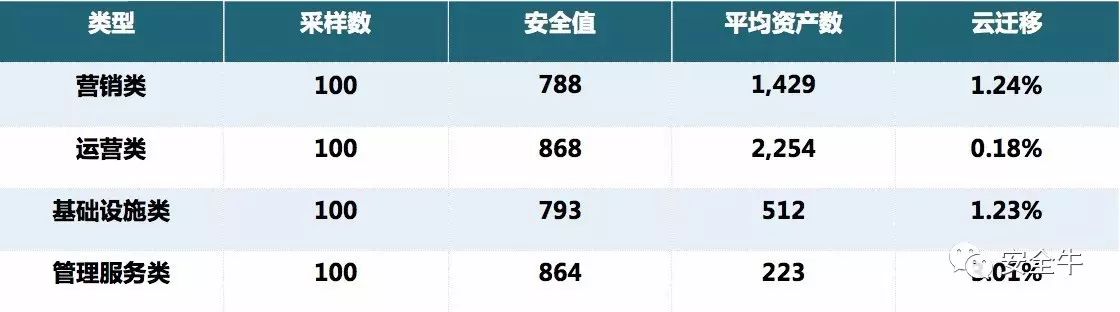 类型 采样数 安全值 平均资产数 云迁移
营销类 100 788 1,429 1.24%
运营类 100 868 2,254 0.18%
基础设施类 100 793 512 1.23%
管理服务类 100 864 223 .01%
安全牛